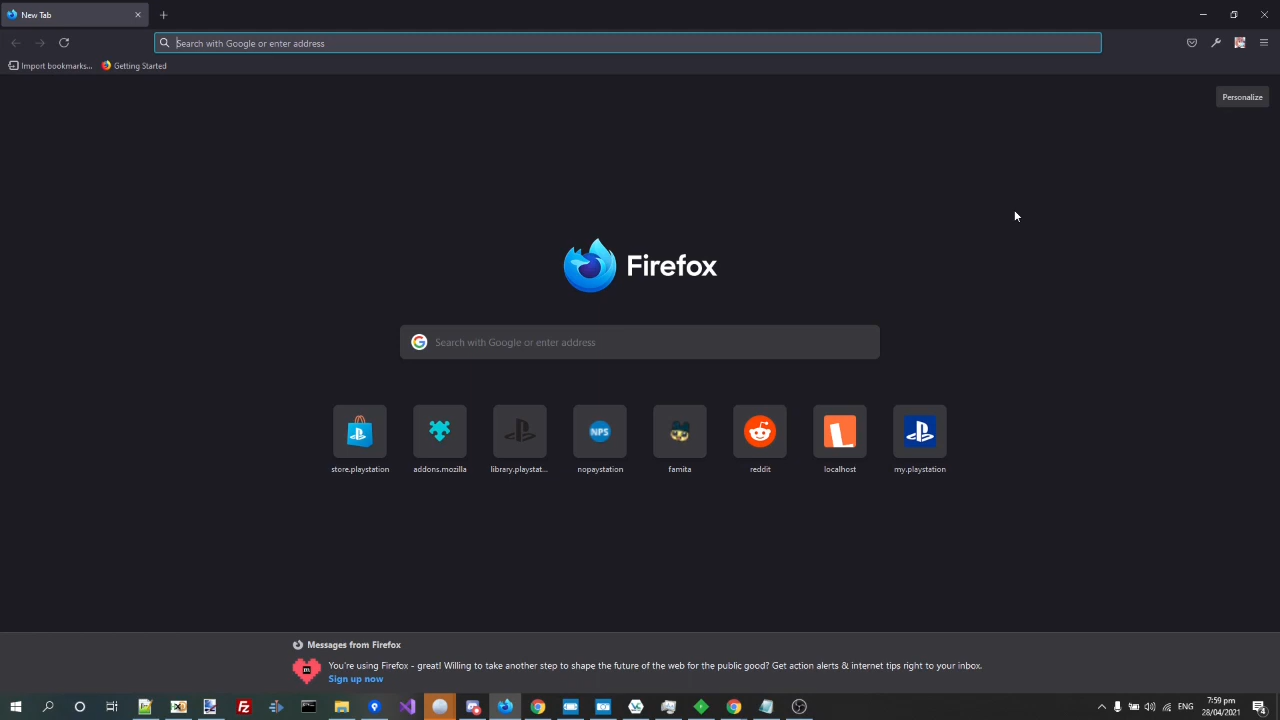 New Tab
Search with Google or enter address
Import bookmarks...
Getting Started
Personalize
Firefox
Search with Google or enter address
NPS
store.playstation
addons.mozilla
library.playstat...
nopaystation
famita
reddit
localhost
my.playstation
Messages from Firefox
You're using Firefox - great! Willing to take another step to shape the future of the web for the public good? Get action alerts & internet tips right to your inbox.
Sign up now
7:59 pm
ENG
28/04/2021